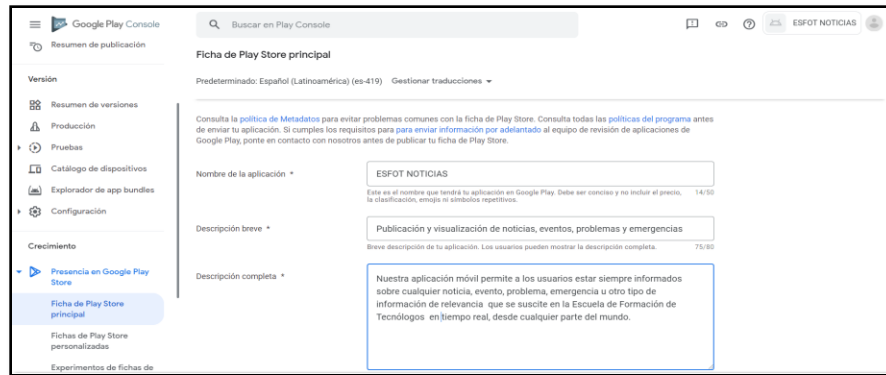 Google Play Console
Buscar en Play Console
ESFOT NOTICIAS
Resumen de publicación
Versión
Resumen de versiones
Producción
Pruebas
Catálogo de dispositivos
Explorador de app bundles
Configuración
Crecimiento
Presencia en Google Play
Store
Ficha de Play Store
principal
Fichas de Play Store
personalizadas
Experimentos de fichas de
Ficha de Play Store principal
Predeterminado: Español (Latinoamérica) (es-419) Gestionar traducciones
Consulta la política de Metadatos para evitar problemas comunes con la ficha de Play Store. Consulta todas las políticas del programa antes
de enviar tu aplicación. Si cumples los requisitos para para enviar información por adelantado al equipo de revisión de aplicaciones de
Google Play, ponte en contacto con nosotros antes de publicar tu ficha de Play Store.
Nombre de la aplicación *
ESFOT NOTICIAS
Este es el nombre que tendrá tu aplicación en Google Play. Debe ser conciso y no incluir el precio, 14/50
la clasificación, emojis ni símbolos repetitivos.
Descripción breve *
Publicación y visualización de noticias, eventos, problemas y emergencias
Breve descripción de tu aplicación. Los usuarios pueden mostrar la descripción completa. 75/80
Descripción completa *
Nuestra aplicación móvil permite a los usuarios estar siempre informados
sobre cualquier noticia, evento, problema, emergencia u otro tipo de
información de relevancia que se suscite en la Escuela de Formación de
Tecnólogos en tiempo real, desde cualquier parte del mundo.